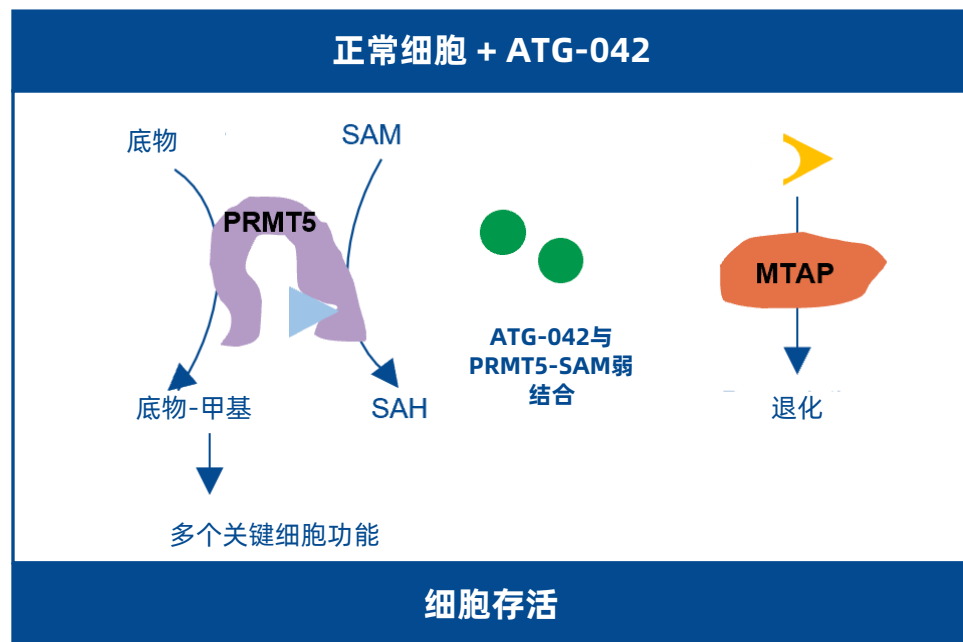 正常细胞 + ATG-042
底物
SAM
PRMT5
MTAP
ATG-042与
PRMT5-SAM弱
结合
底物-甲基
SAH
退化
多个关键细胞功能
细胞存活